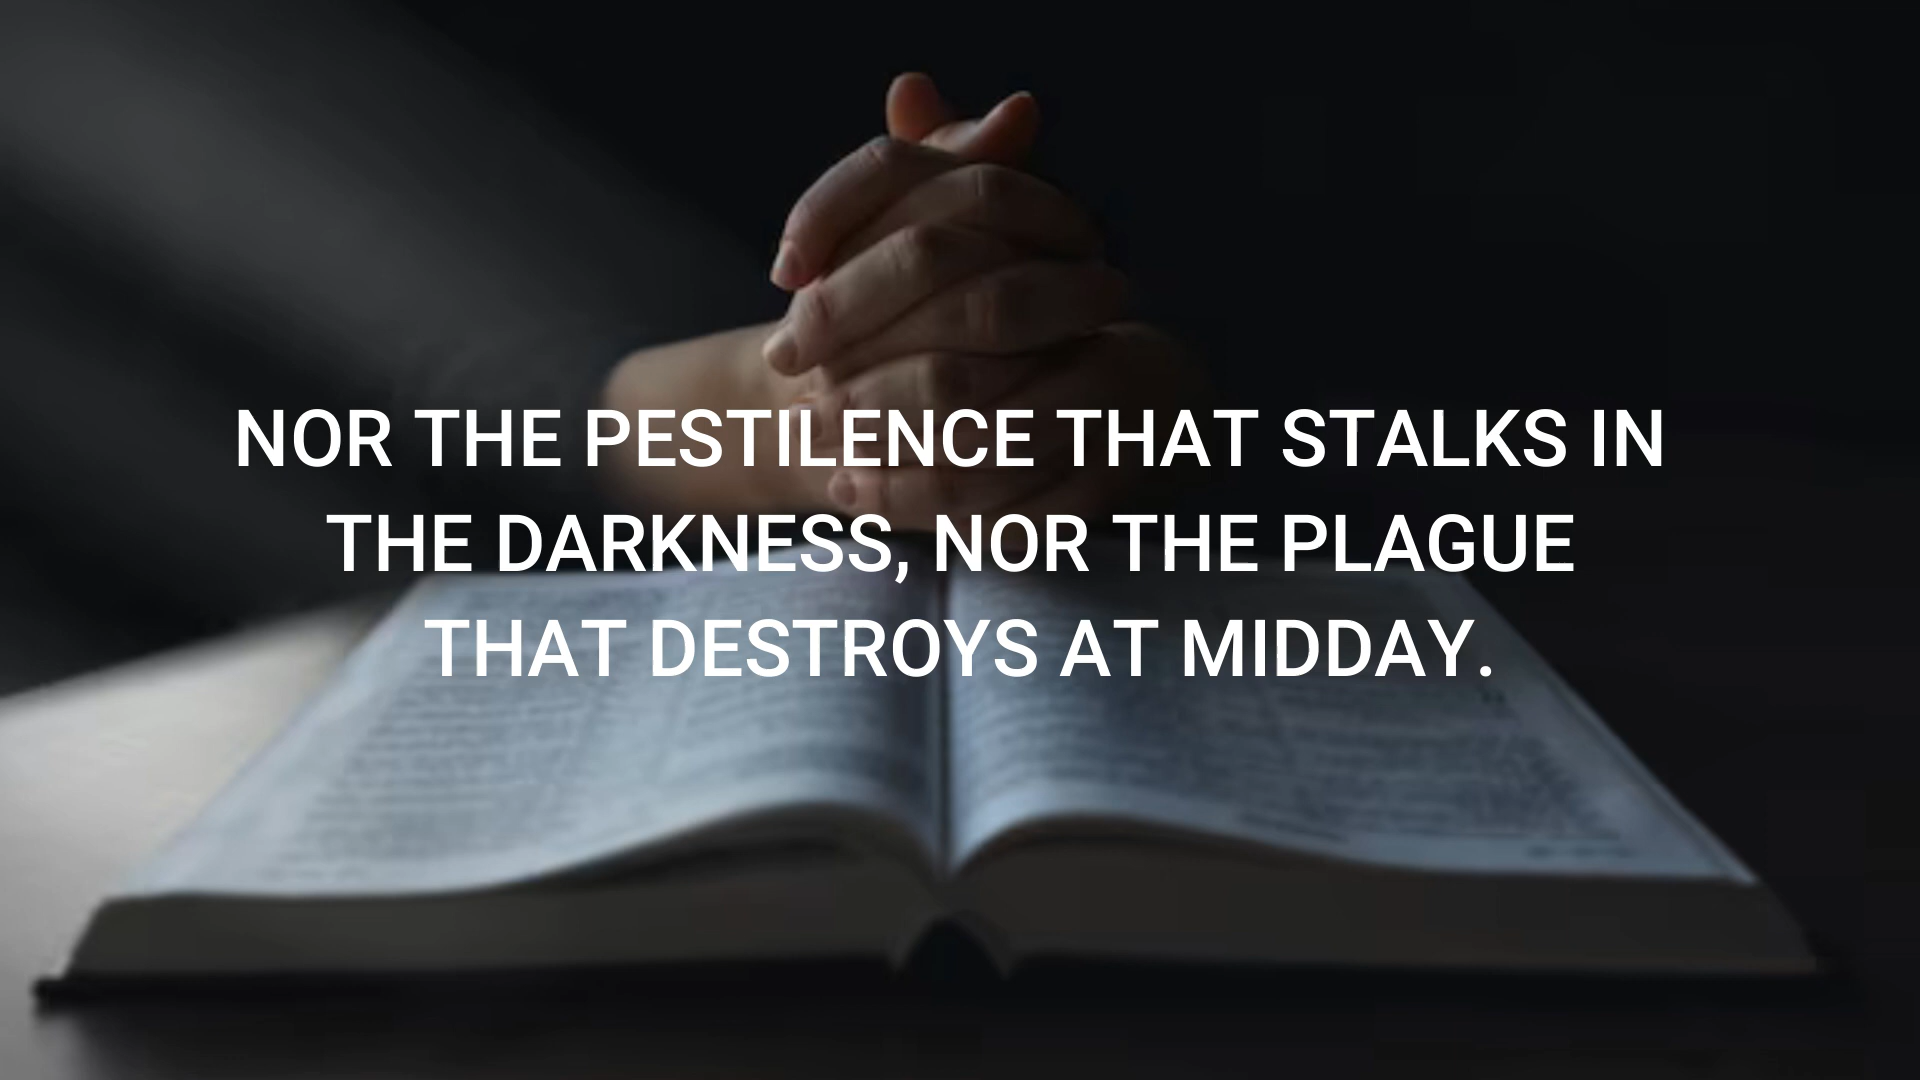 NOR THE PESTILENCE THAT STALKS IN
THE DARKNESS, NOR THE PLAGUE
THAT DESTROYS AT MIDDAY.